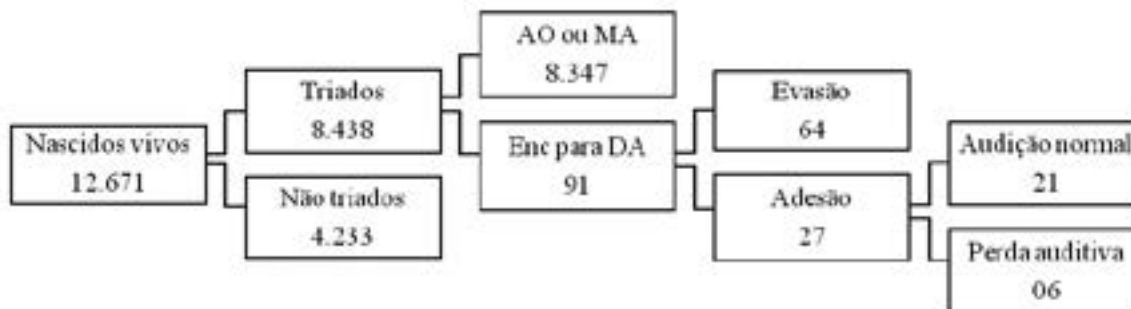 Nascidos vivos
12.671
Triados
8.438
Não triados
4.233
AO ou MA
8.347
Enc para DA
91
Evasão
64
Adesão
27
Audição normal
21
Perda auditiva
06